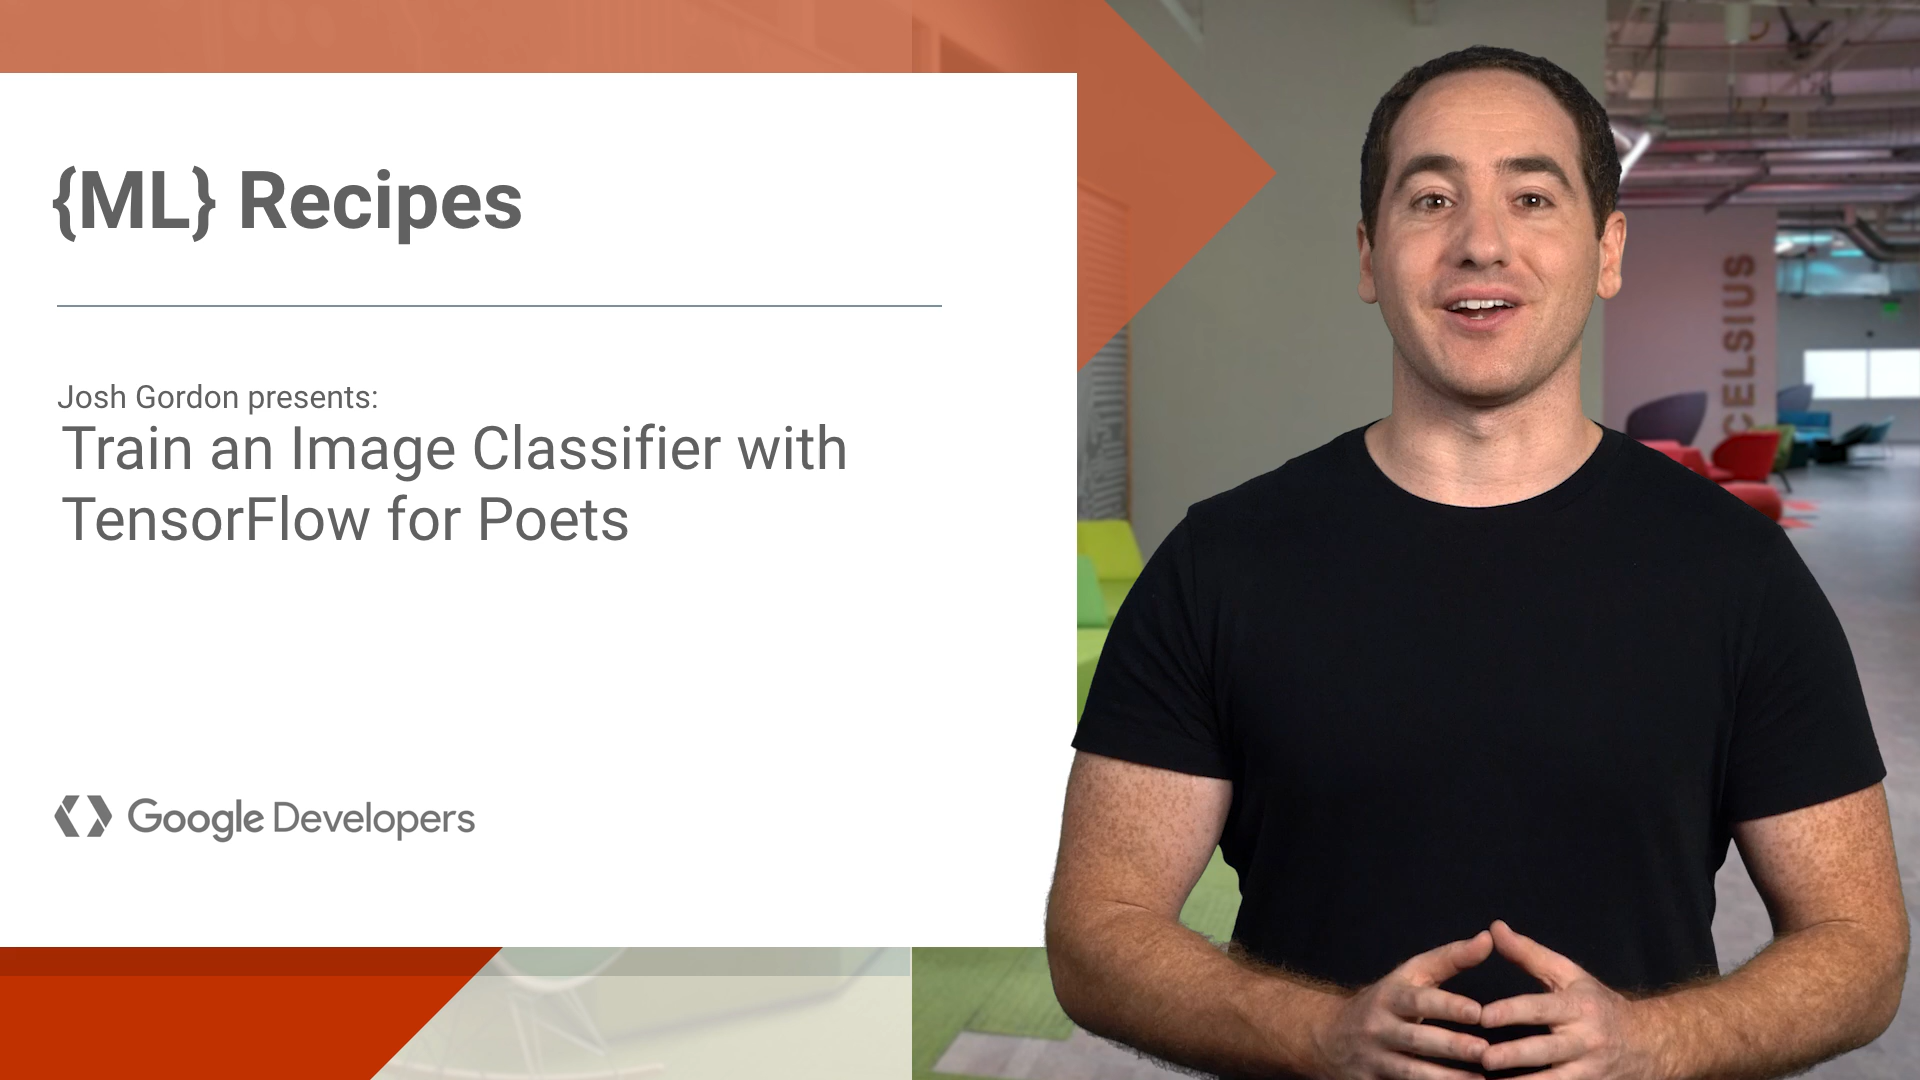 {ML} Recipes
Josh Gordon presents:
Train an Image Classifier with
TensorFlow for Poets
Google Developers
CELSIUS